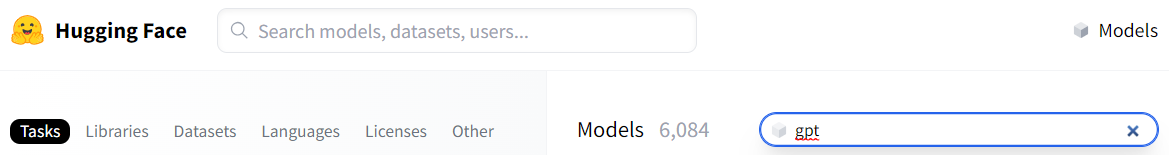 Hugging Face Search models, datasets, users... Models
Tasks Libraries Datasets Languages Licenses Other Models 6,084 gpt